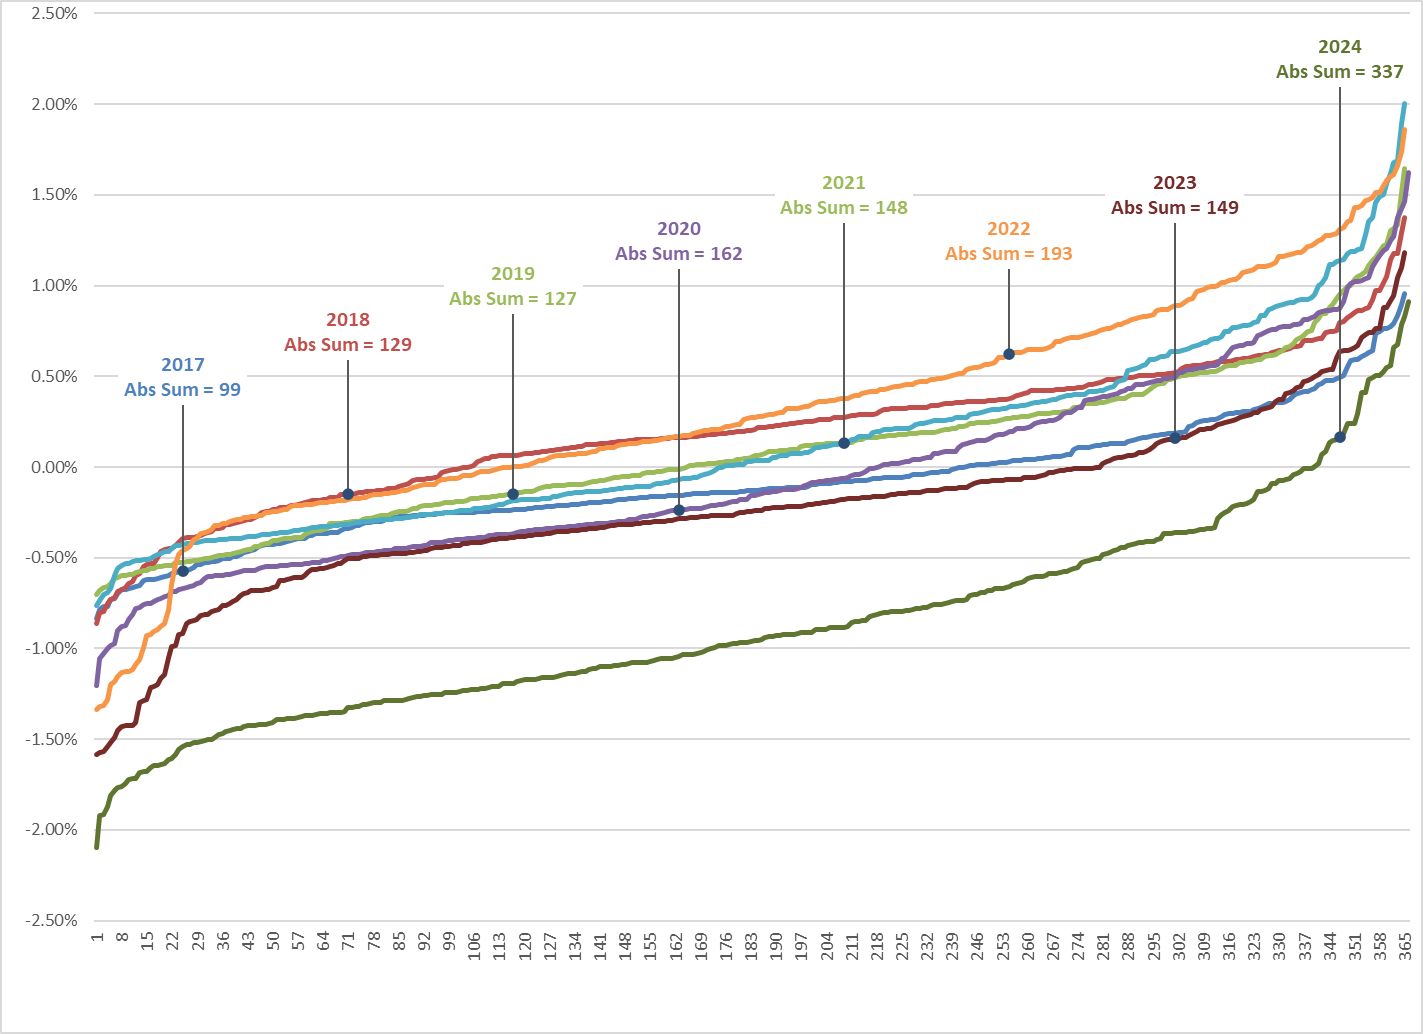 2.50%
2024
Abs Sum = 337
2.00%
1.50%
2021
Abs Sum = 148
2023
Abs Sum = 149
2020
Abs Sum = 162
2022
Abs Sum = 193
1.00%
2019
Abs Sum = 127
2018
Abs Sum = 129
2017
Abs Sum = 99
0.50%
0.00%
-0.50%
-1.00%
-1.50%
-2.00%
-2.50%
1 8 15 22 29 36 43 50 57 64 71 78 85 92 99 106 113 120 127 134 141 148 155 162 169 176 183 190 197 204 211 218 225 232 239 246 253 260 267 274 281 288 295 302 309 316 323 330 337 344 351 358 365